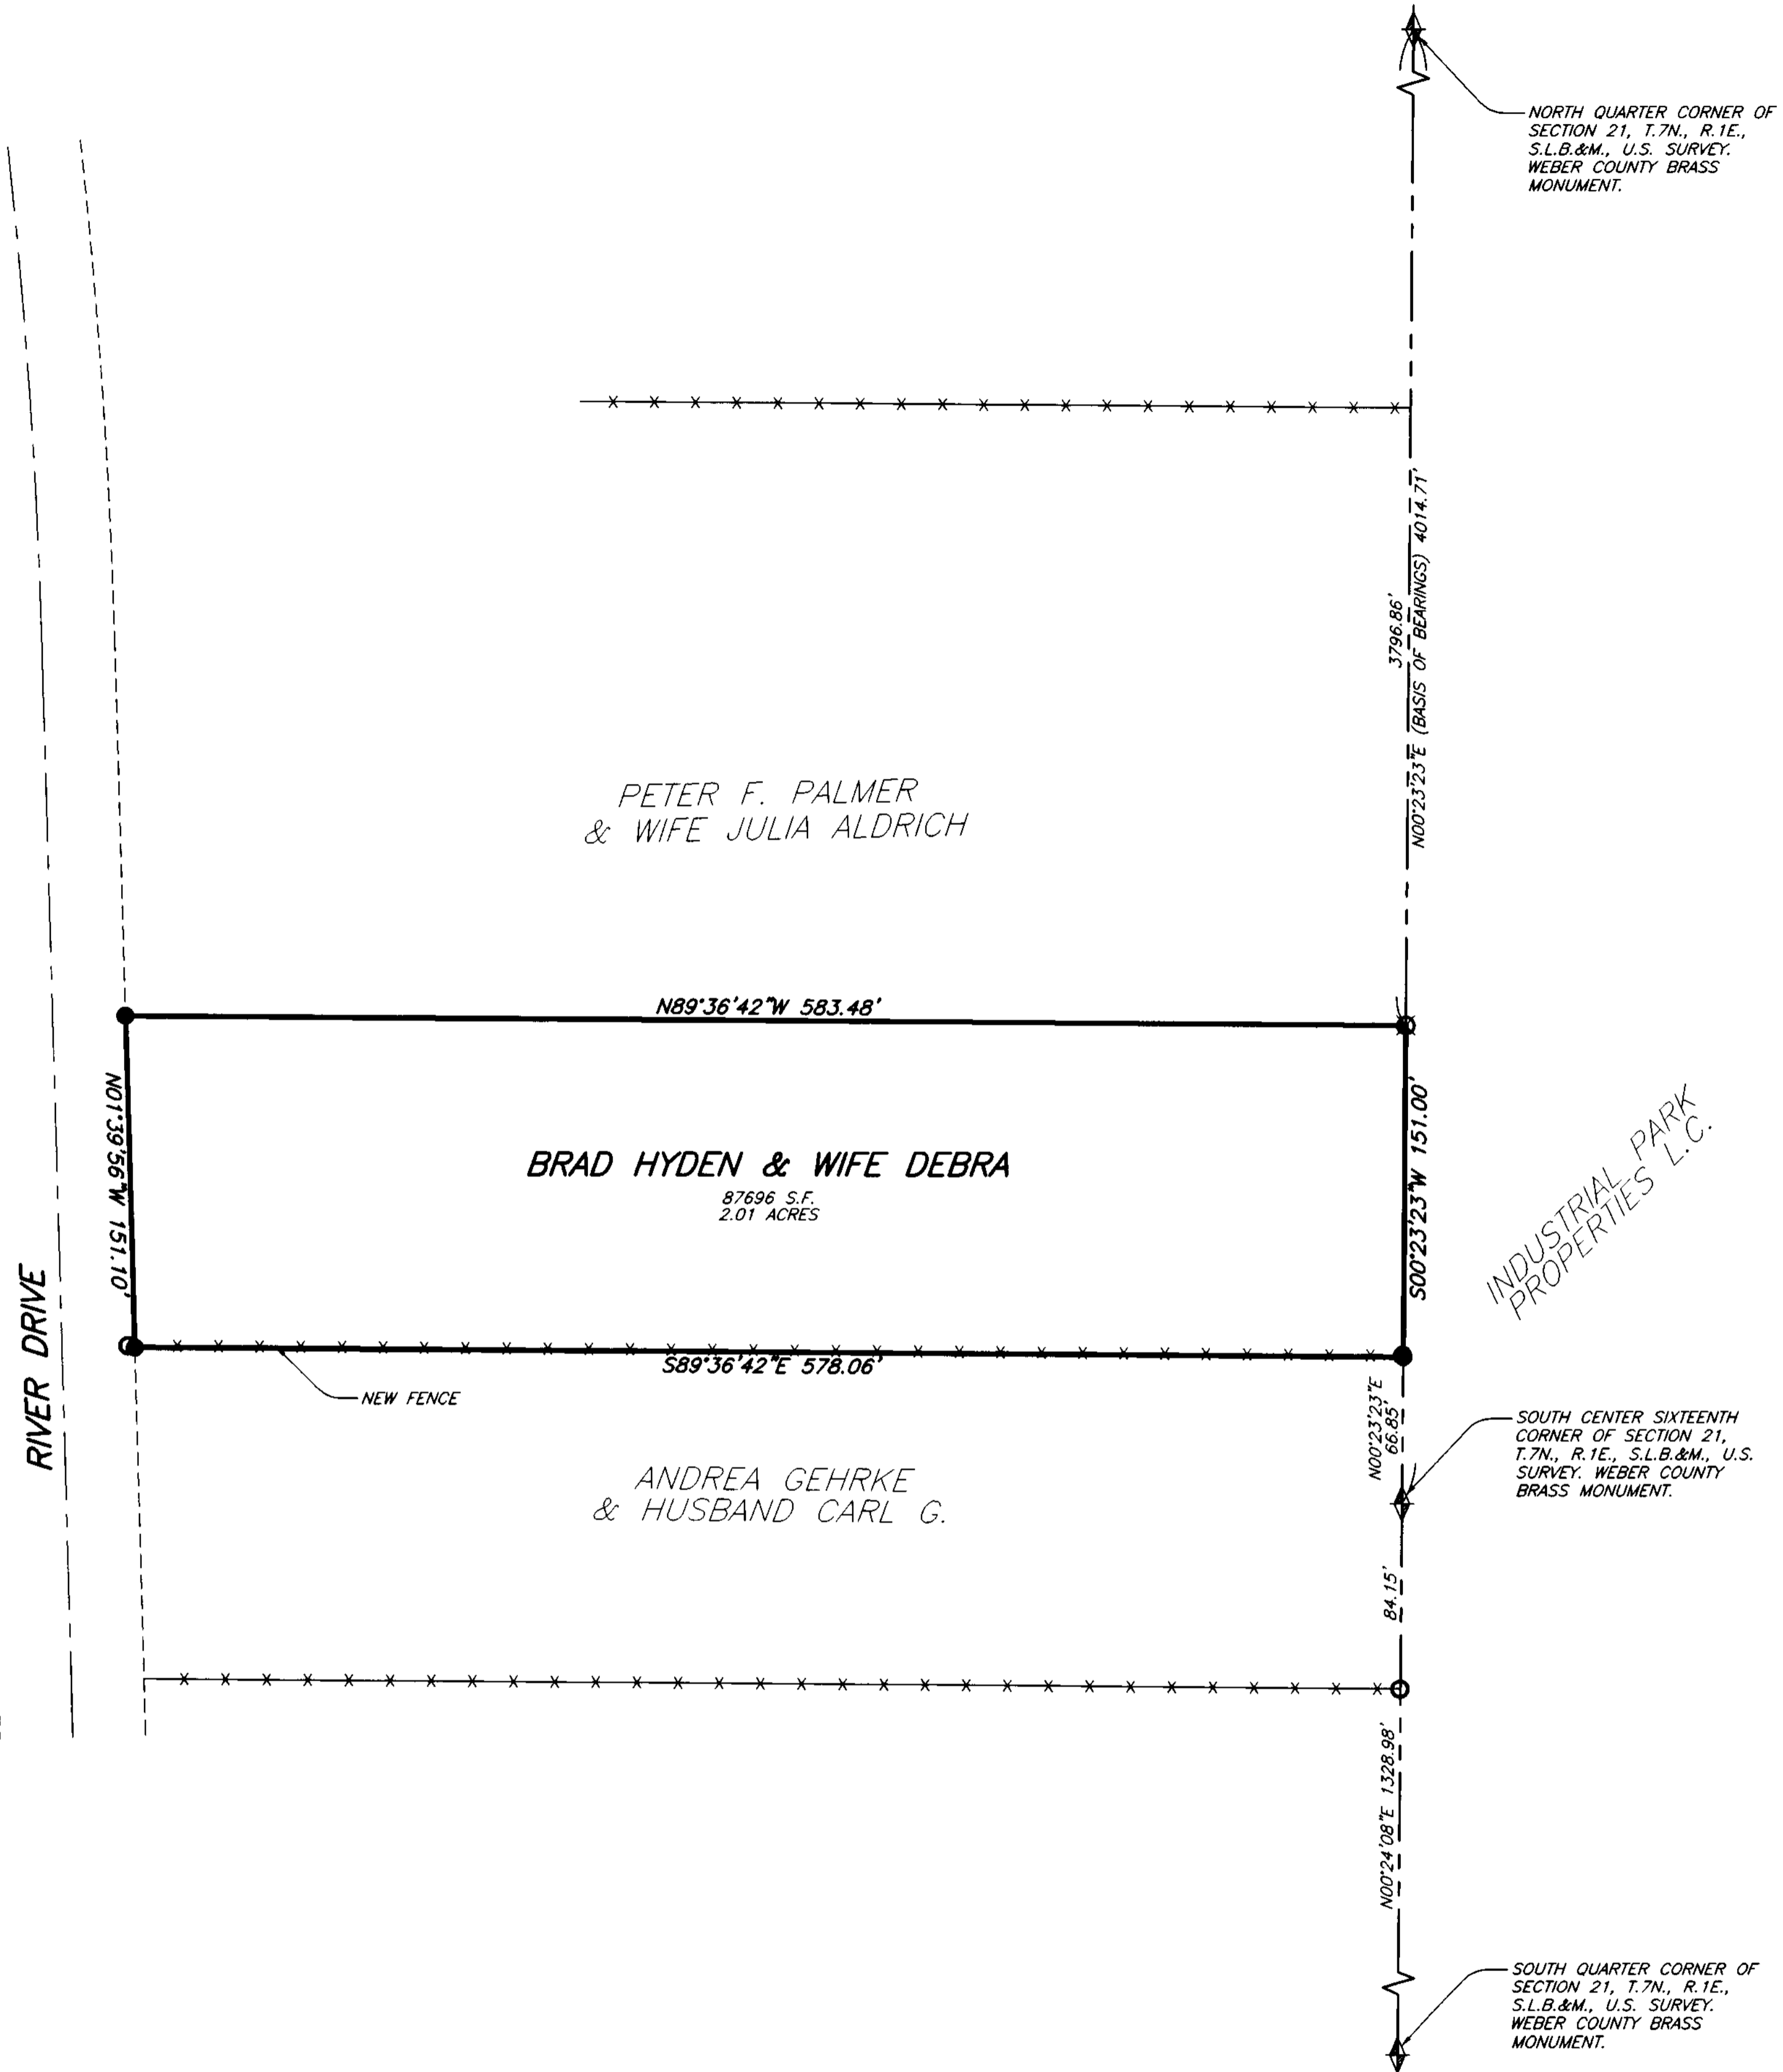 NORTH QUARTER CORNER OF
SECTION 21, T.7N., R.1E.,
S.L.B.&M., U.S. SURVEY.
WEBER COUNTY BRASS
MONUMENT.
3796.86'
N00°23'23"E (BASIS OF BEARINGS) 4014.71'
PETER F. PALMER
& WIFE JULIA ALDRICH
N89°36'42"W 583.48'
N01°39'56"W 151.10'
BRAD HYDEN & WIFE DEBRA
87696 S.F.
2.01 ACRES
S00°23'23"W 151.00'
INDUSTRIAL PARK
PROPERTIES L.C.
RIVER DRIVE
S89°36'42"E 578.06'
NEW FENCE
N00°23'23"E
66.85'
SOUTH CENTER SIXTEENTH
CORNER OF SECTION 21,
T.7N., R.1E., S.L.B.&M., U.S.
SURVEY. WEBER COUNTY
BRASS MONUMENT.
ANDREA GEHRKE
& HUSBAND CARL G.
84.15'
N00°24'08"E 1328.98'
SOUTH QUARTER CORNER OF
SECTION 21, T.7N., R.1E.,
S.L.B.&M., U.S. SURVEY.
WEBER COUNTY BRASS
MONUMENT.